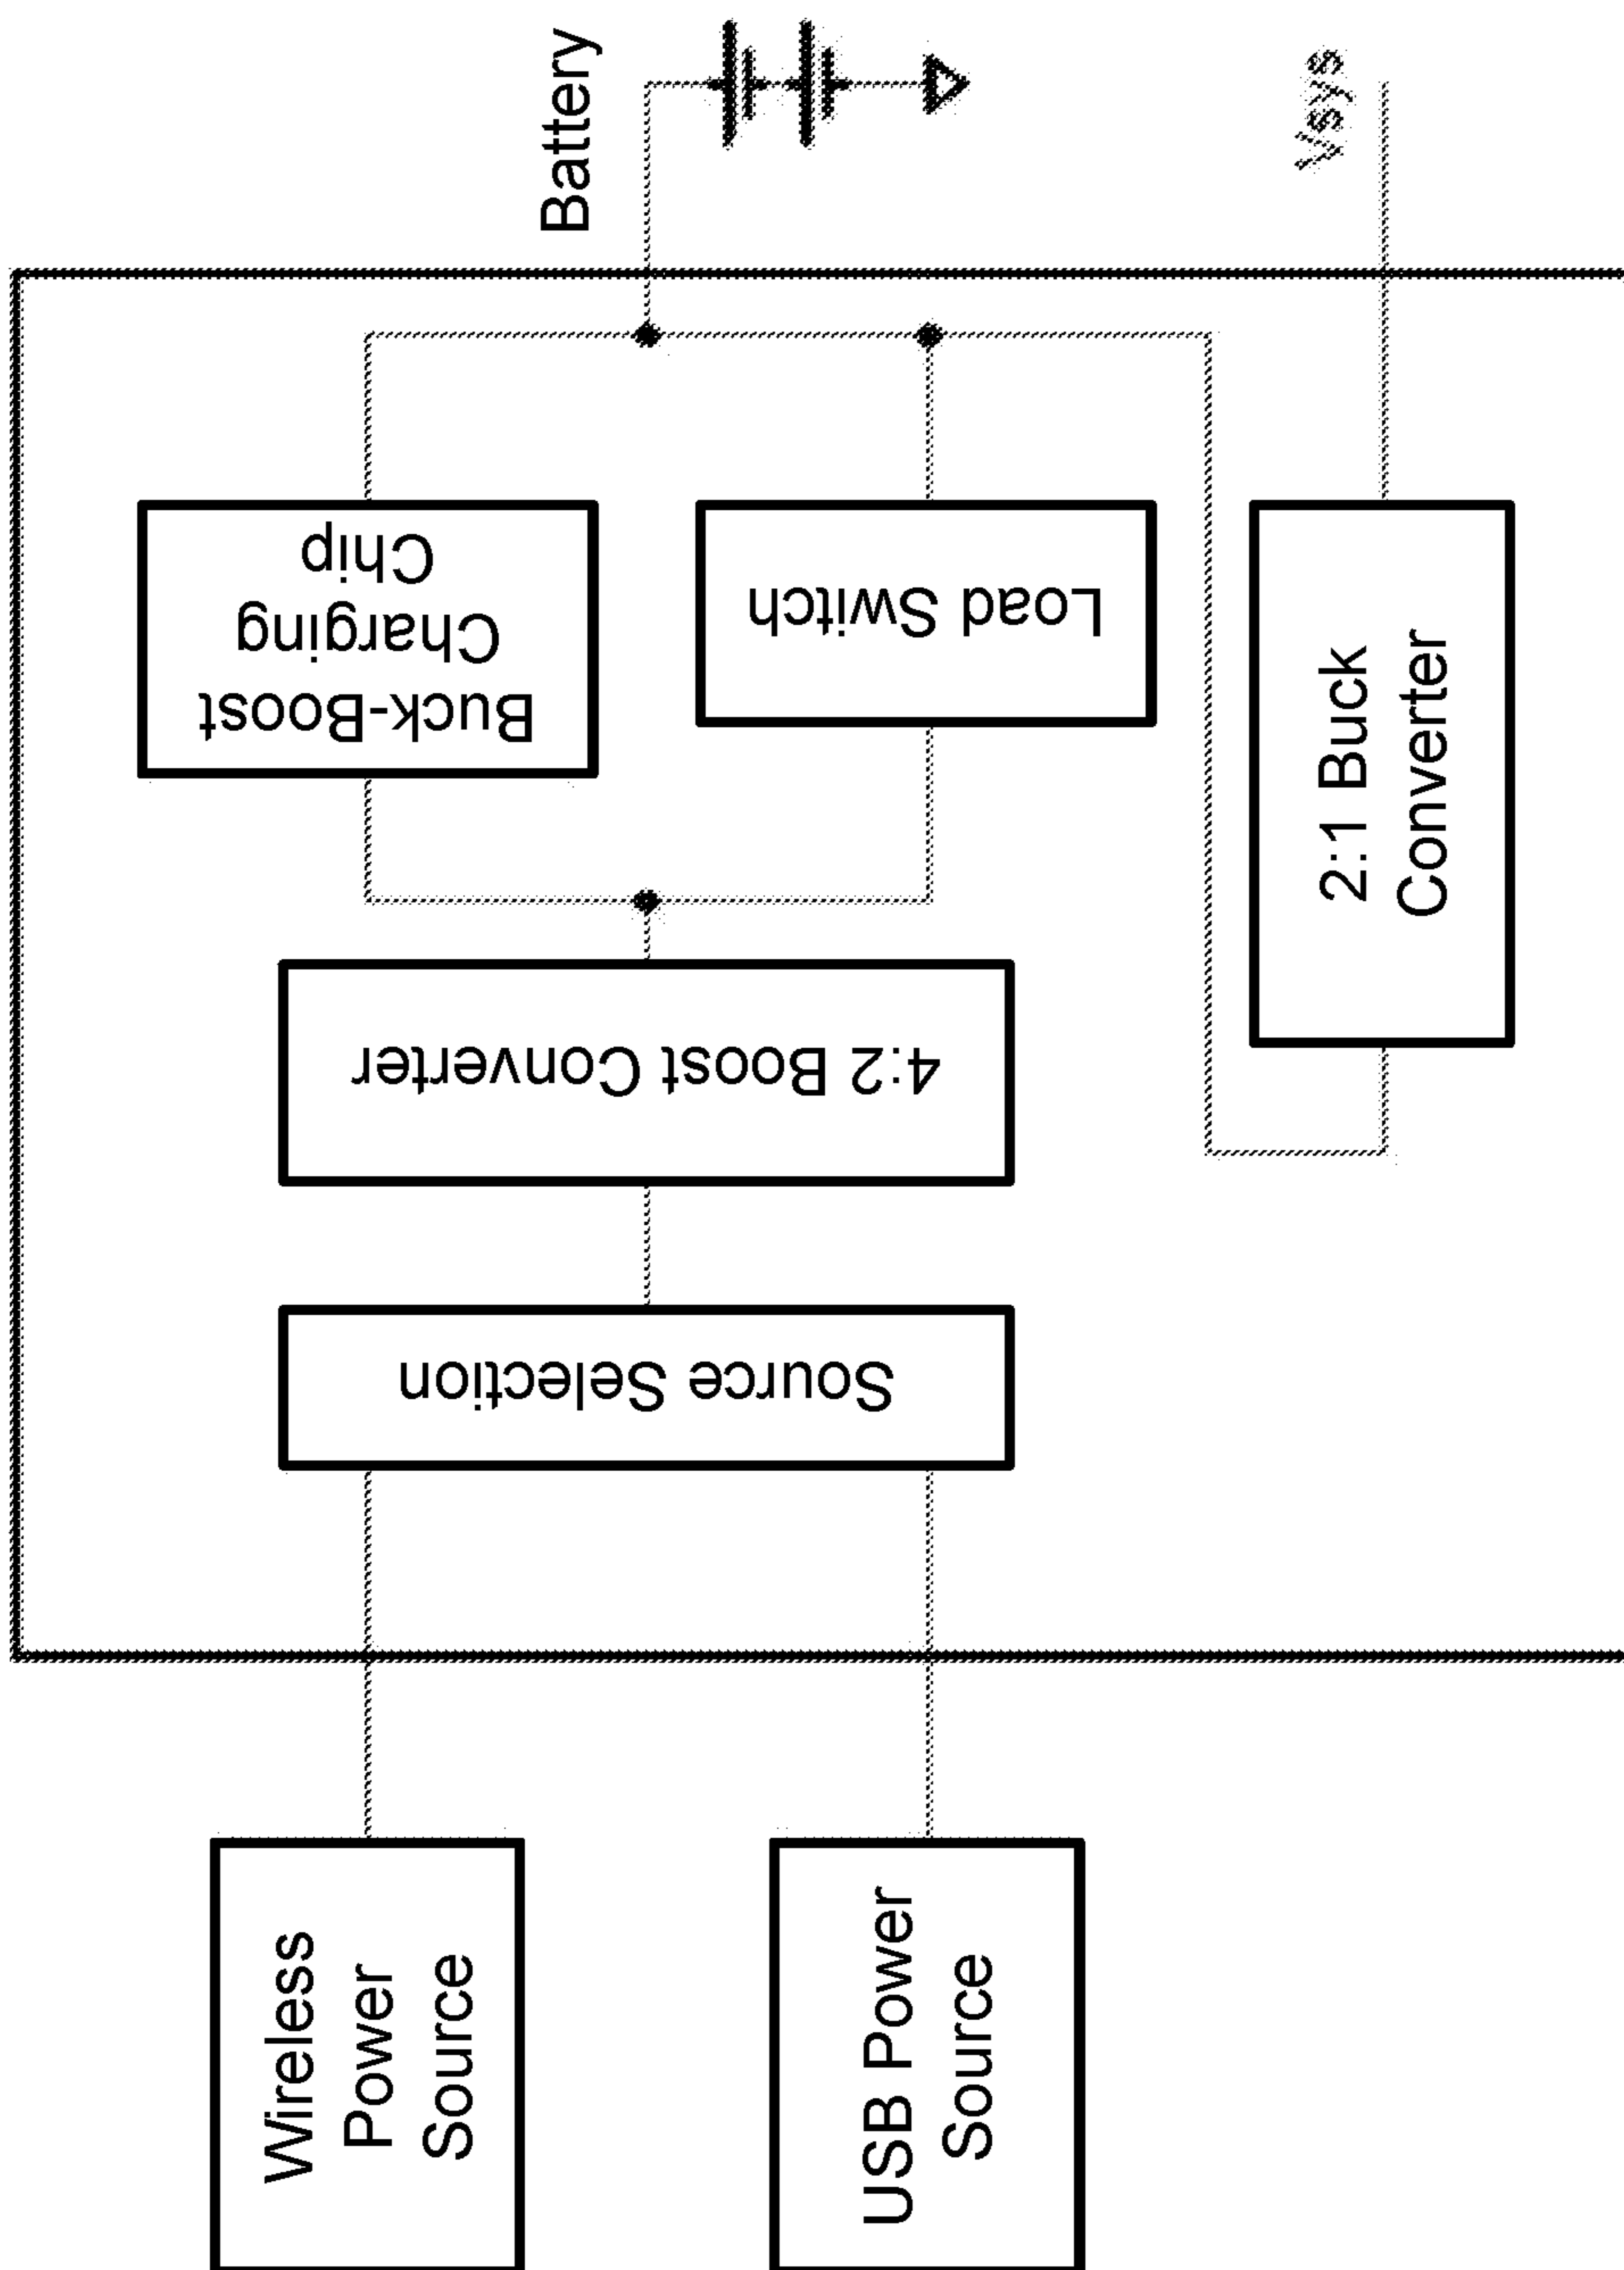 Wireless
Power
Source
USB Power
Source
Source Selection
4:2 Boost Converter
Buck-Boost
Charging
Chip
Load Switch
2:1 Buck
Converter
Battery
Vsys